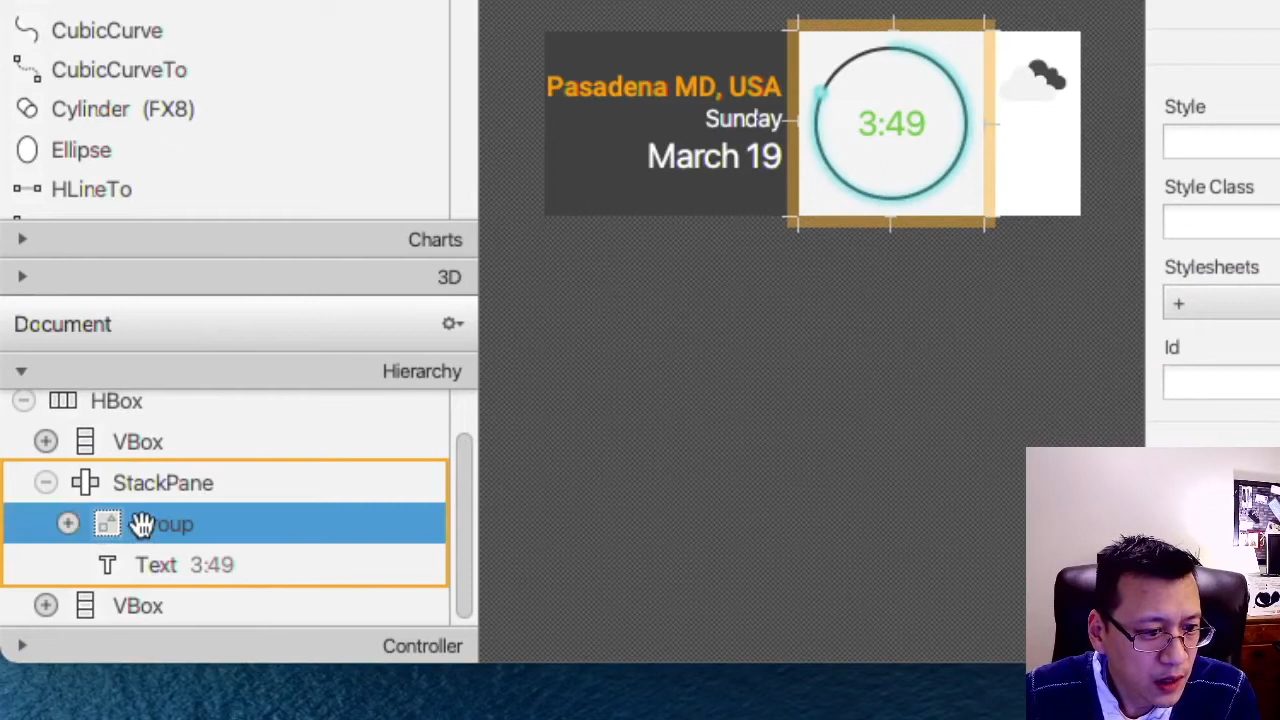 CubicCurve
CubicCurveTo
Cylinder (FX8)
Ellipse
HLineTo
Charts
3D
Document
Hierarchy
HBox
VBox
StackPane
Text 3:49
VBox
Controller
Pasadena MD, USA
Sunday
March 19
3:49
Style
Style Class
Stylesheets
+
Id